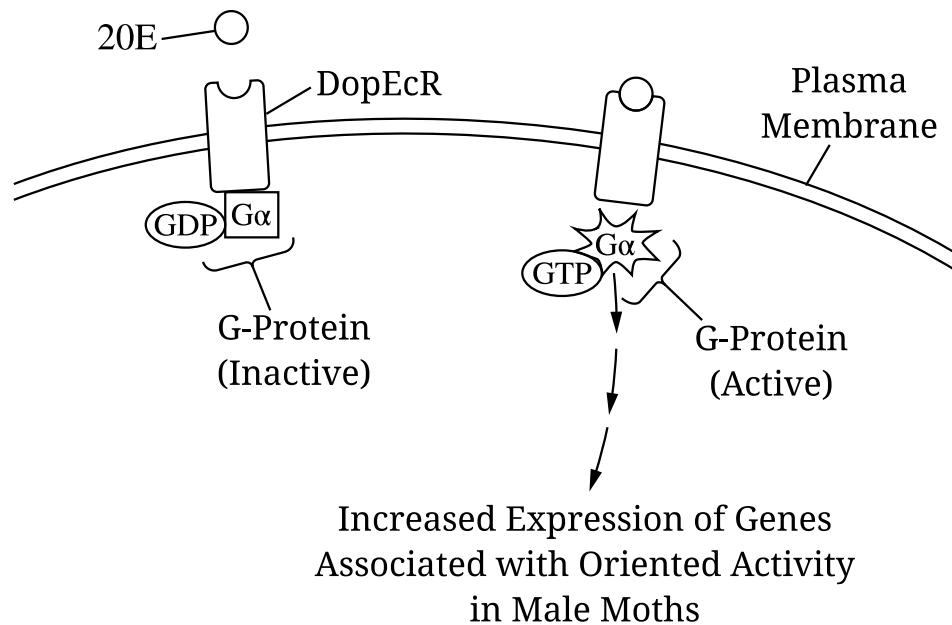 20E
DopEcR
Plasma
Membrane
GDP
Gα
Gα
GTP
G-Protein
(Inactive)
G-Protein
(Active)
Increased Expression of Genes
Associated with Oriented Activity
in Male Moths